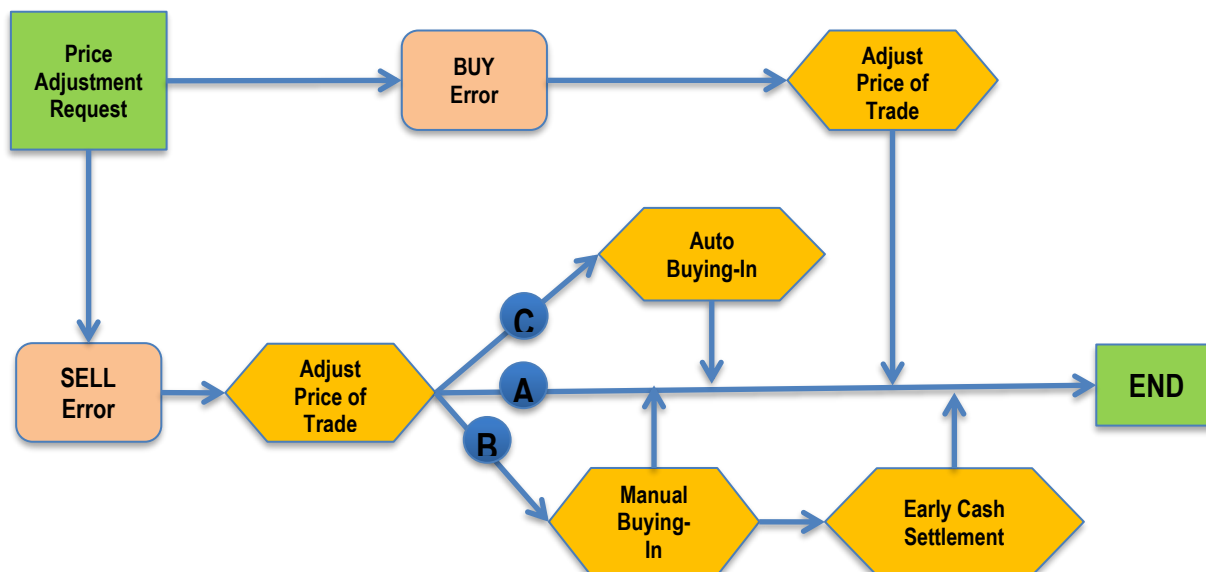 Price
Adjustment
Request
BUY
Error
Adjust
Price of
Trade
Auto
Buying-In
C
SELL
Error
Adjust
Price of
Trade
A
END
B
Manual
Buying-
In
Early Cash
Settlement